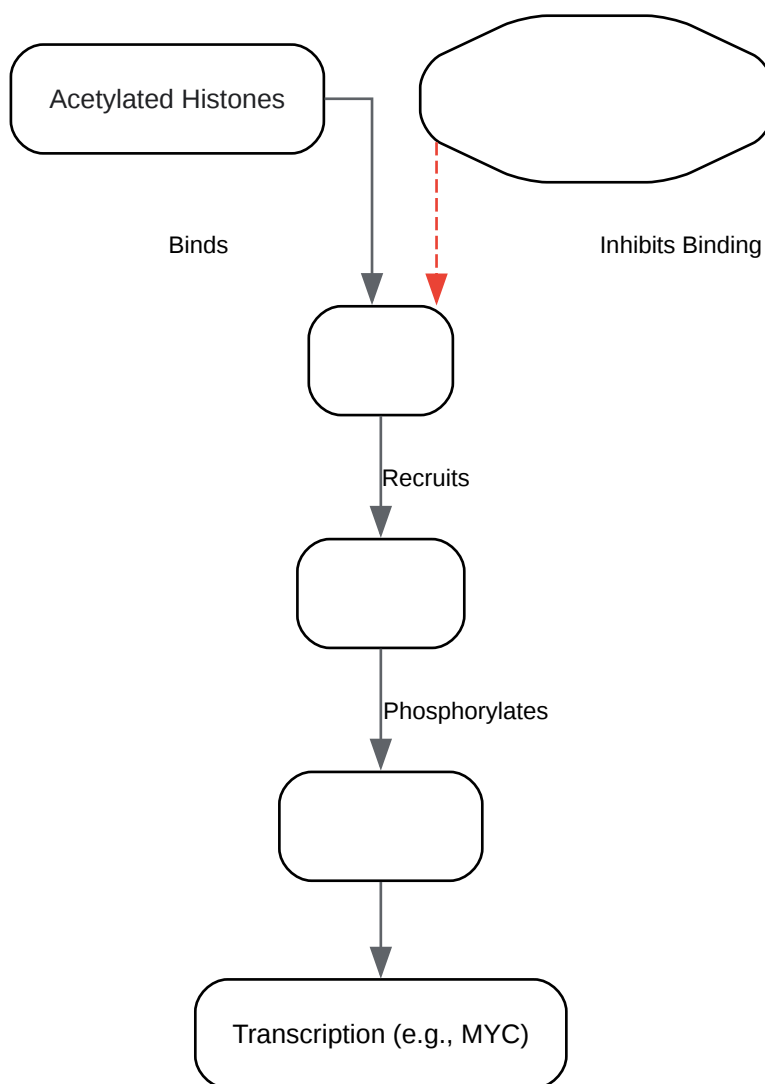 Acetylated Histones
Binds
Inhibits Binding
Recruits
Phosphorylates
Transcription (e.g., MYC)